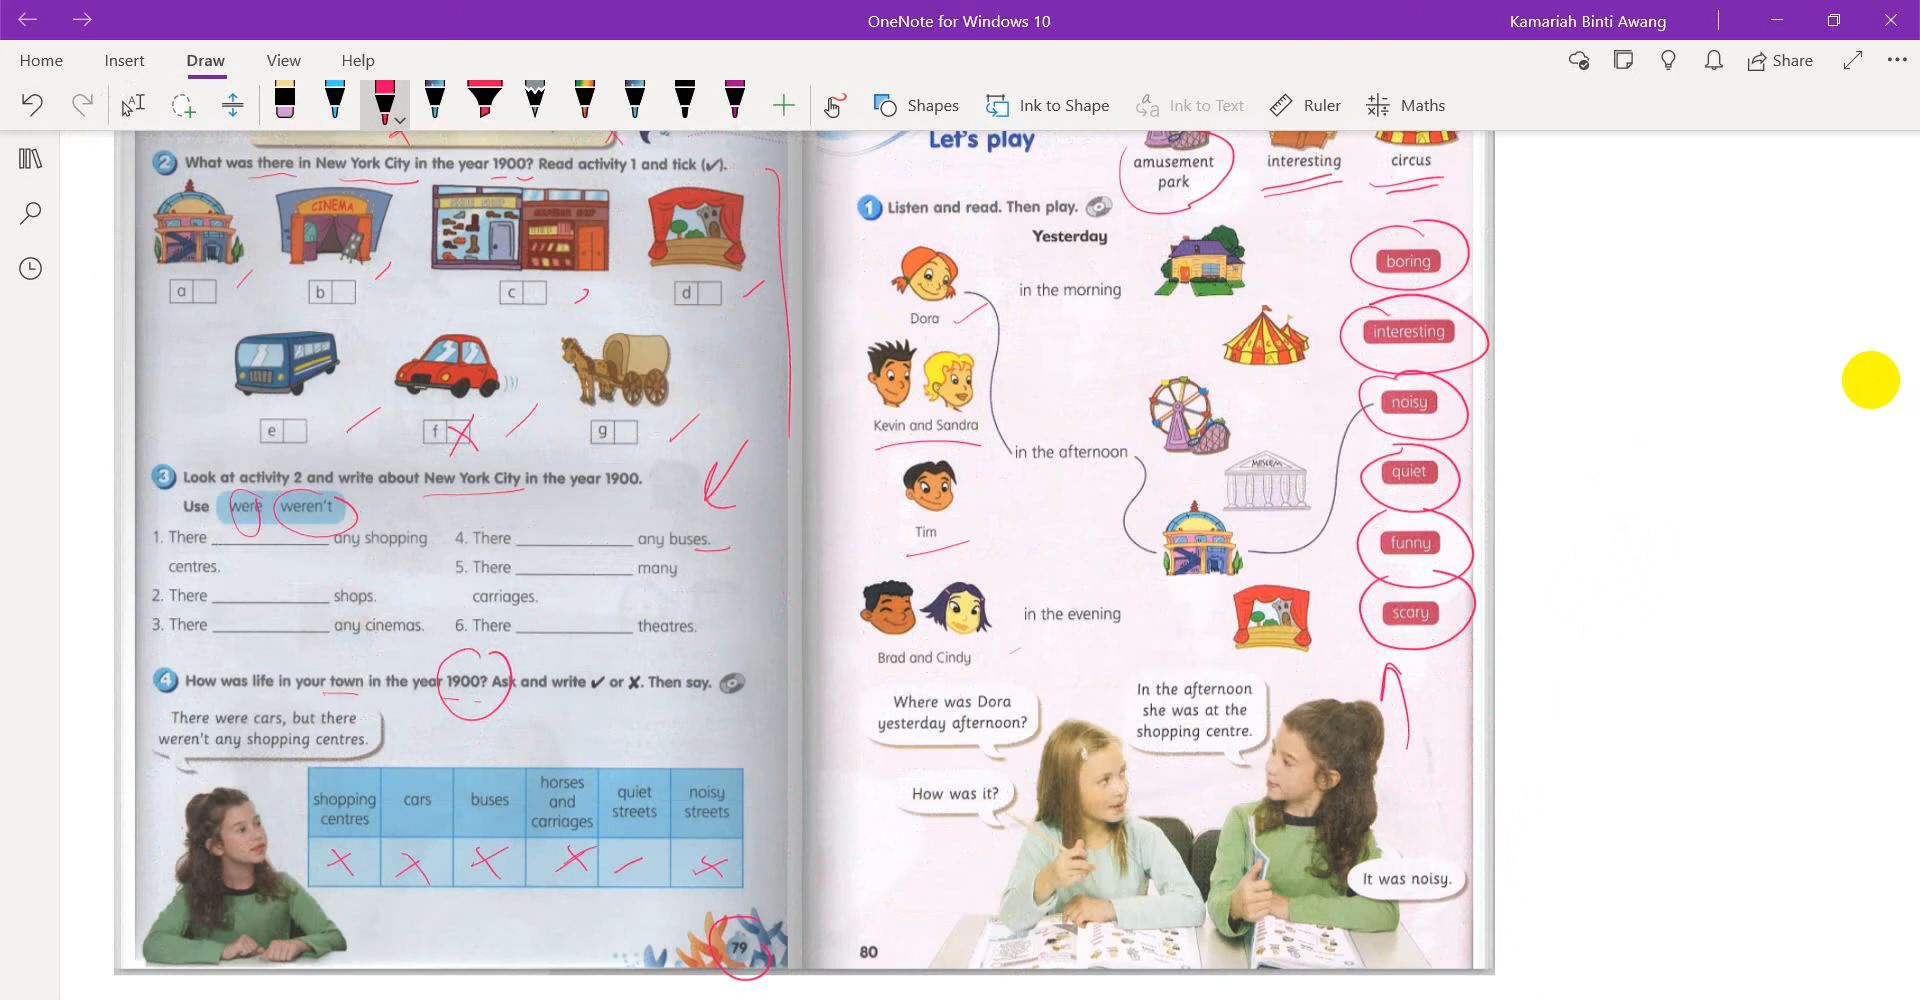 OneNote for Windows 10
Kamariah Binti Awang
Home Insert Draw View Help
Share
Shapes Ink to Shape Ink to Text Ruler Maths
2 What was there in New York City in the year 1900? Read activity 1 and tick (✓).
CINEMA
a b c d
e f g
3 Look at activity 2 and write about New York City in the year 1900.
Use were weren't
1. There ____________ any shopping
centres.
2. There ____________ shops.
3. There ____________ any cinemas.
4. There ____________ any buses.
5. There ____________ many
carriages.
6. There ____________ theatres.
4 How was life in your town in the year 1900? Ask and write ✓ or ✗. Then say.
There were cars, but there
weren't any shopping centres.
shopping centres
cars
buses
horses and carriages
quiet streets
noisy streets
79
Let's play
amusement park
interesting
circus
1 Listen and read. Then play.
Yesterday
Dora
Kevin and Sandra
Tim
Brad and Cindy
in the morning
in the afternoon
in the evening
MUSEUM
boring
interesting
noisy
quiet
funny
scary
Where was Dora
yesterday afternoon?
In the afternoon
she was at the
shopping centre.
How was it?
It was noisy.
80